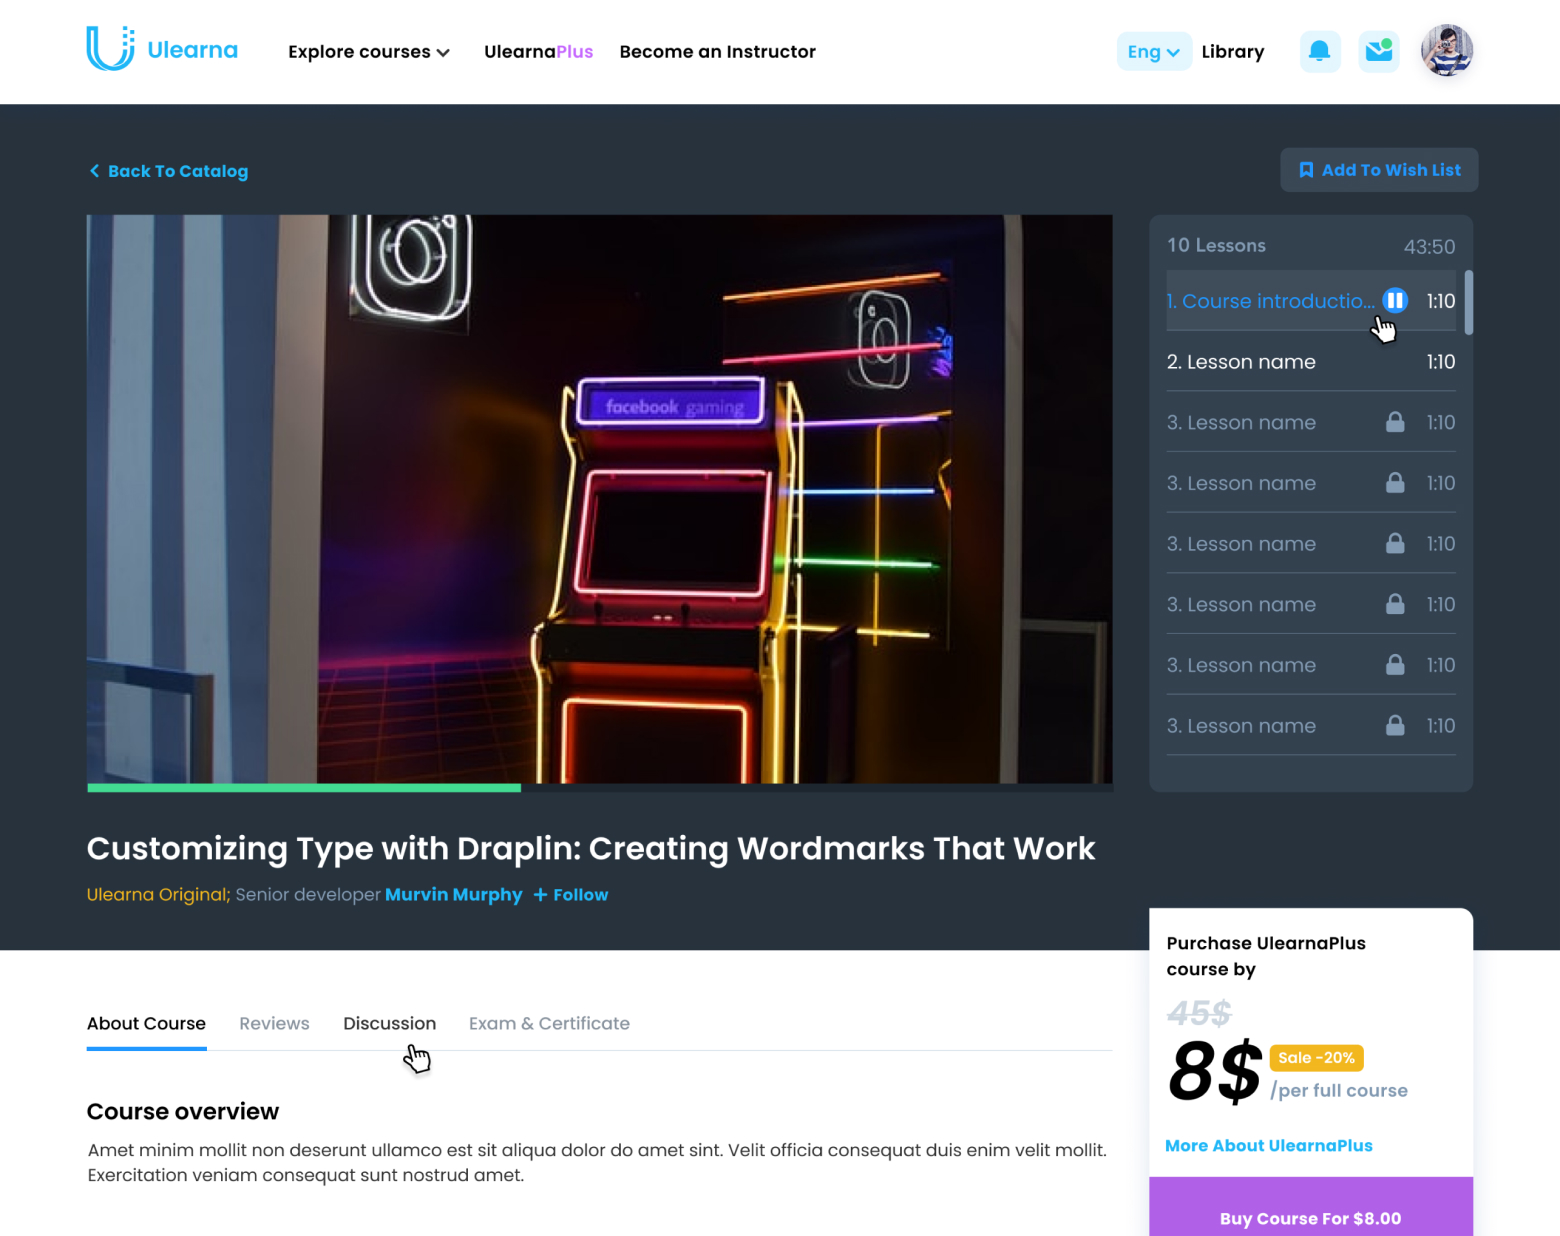 Ulearna
Explore courses
UlearnaPlus
Become an Instructor
Eng
Library
Back To Catalog
Add To Wish List
facebook gaming
10 Lessons 43:50
1. Course introductio... 1:10
2. Lesson name 1:10
3. Lesson name 1:10
3. Lesson name 1:10
3. Lesson name 1:10
3. Lesson name 1:10
3. Lesson name 1:10
3. Lesson name 1:10
Customizing Type with Draplin: Creating Wordmarks That Work
Ulearna Original; Senior developer Murvin Murphy + Follow
About Course
Reviews
Discussion
Exam & Certificate
Course overview
Amet minim mollit non deserunt ullamco est sit aliqua dolor do amet sint. Velit officia consequat duis enim velit mollit.
Exercitation veniam consequat sunt nostrud amet.
Purchase UlearnaPlus
course by
45$
8$
Sale -20%
/per full course
More About UlearnaPlus
Buy Course For $8.00